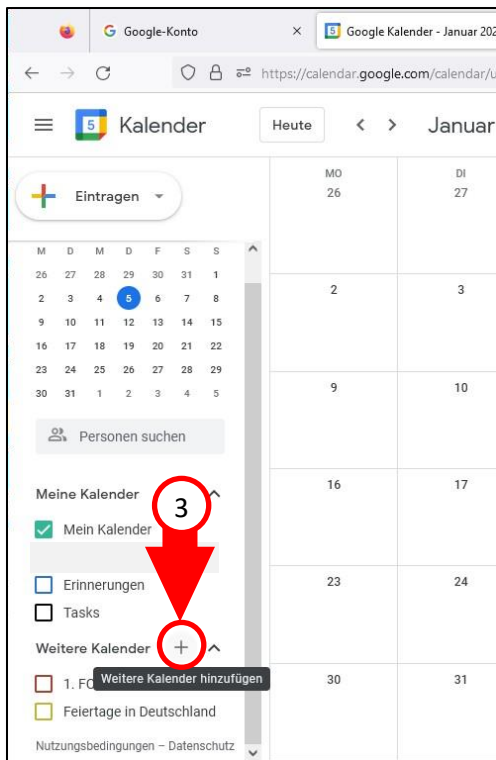 Google-Konto
Google Kalender - Januar 202
https://calendar.google.com/calendar/u
5 Kalender
Heute
Januar
Eintragen
MO DI
26 27
M D M D F S S
26 27 28 29 30 31 1
2 3 4 5 6 7 8
9 10 11 12 13 14 15
16 17 18 19 20 21 22
23 24 25 26 27 28 29
30 31 1 2 3 4 5
2 3
9 10
16 17
23 24
30 31
Personen suchen
Meine Kalender
3
Mein Kalender
Erinnerungen
Tasks
Weitere Kalender +
Weitere Kalender hinzufügen
1. FC
Feiertage in Deutschland
Nutzungsbedingungen – Datenschutz